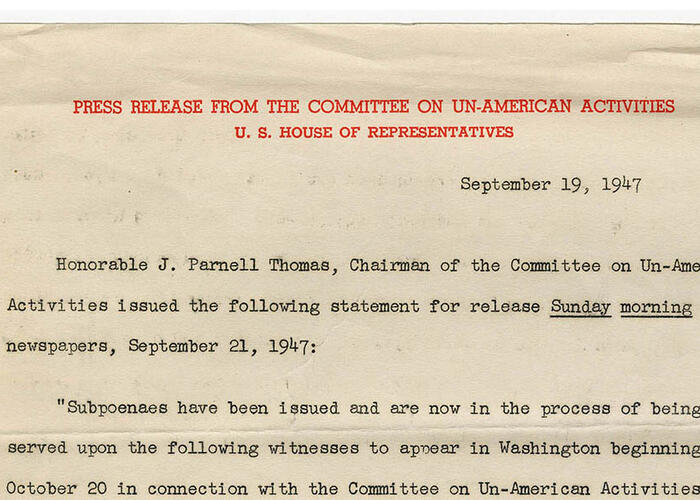 PRESS RELEASE FROM THE COMMITTEE ON UN-AMERICAN ACTIVITIES
U. S. HOUSE OF REPRESENTATIVES
September 19, 1947
Honorable J. Parnell Thomas, Chairman of the Committee on Un-Ame
Activities issued the following statement for release Sunday morning
newspapers, September 21, 1947:
"Subpoenaes have been issued and are now in the process of being
served upon the following witnesses to appear in Washington beginning
October 20 in connection with the Committee on Un-American Activities